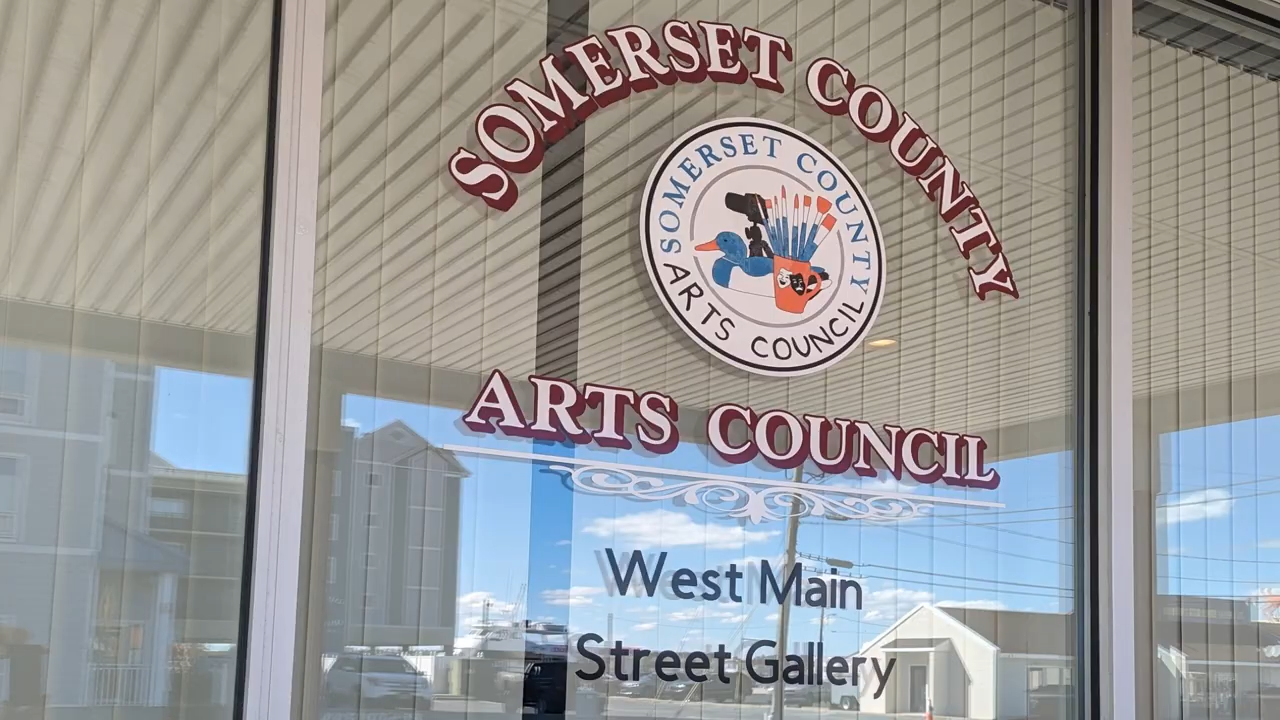 SOMERSET COUNTY
SOMERSET COUNTY
ARTS COUNCIL
ARTS COUNCIL
West Main
Street Gallery